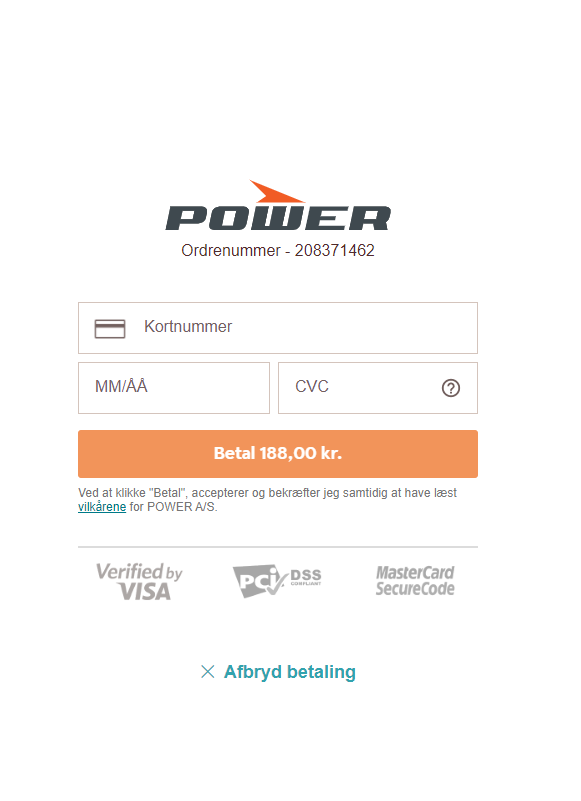 POWER
Ordrenummer - 208371462
Kortnummer
MM/ÅÅ
CVC
?
Betal 188,00 kr.
Ved at klikke "Betal", accepterer og bekræfter jeg samtidig at have læst
vilkårene for POWER A/S.
Verified by
VISA
PCI DSS
COMPLIANT
MasterCard
SecureCode
Afbryd betaling